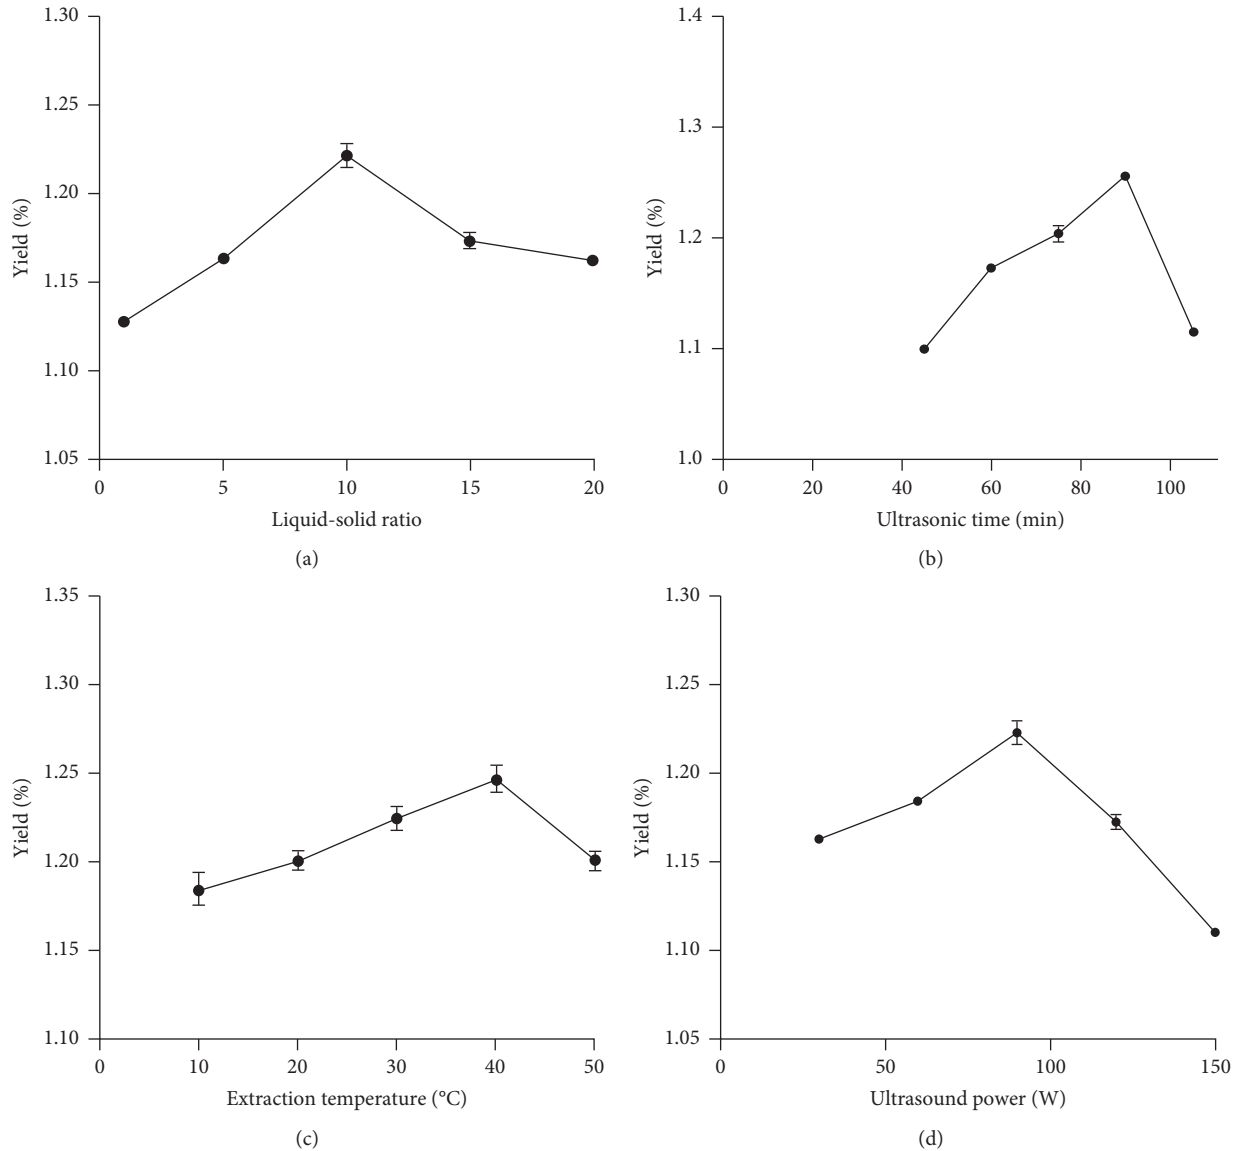 1.30
1.25
1.20
1.15
1.10
1.05
Yield (%)
0 5 10 15 20
Liquid-solid ratio
(a)
1.4
1.3
1.2
1.1
1.0
Yield (%)
0 20 40 60 80 100
Ultrasonic time (min)
(b)
1.35
1.30
1.25
1.20
1.15
1.10
Yield (%)
0 10 20 30 40 50
Extraction temperature (°C)
(c)
1.30
1.25
1.20
1.15
1.10
1.05
Yield (%)
0 50 100 150
Ultrasound power (W)
(d)